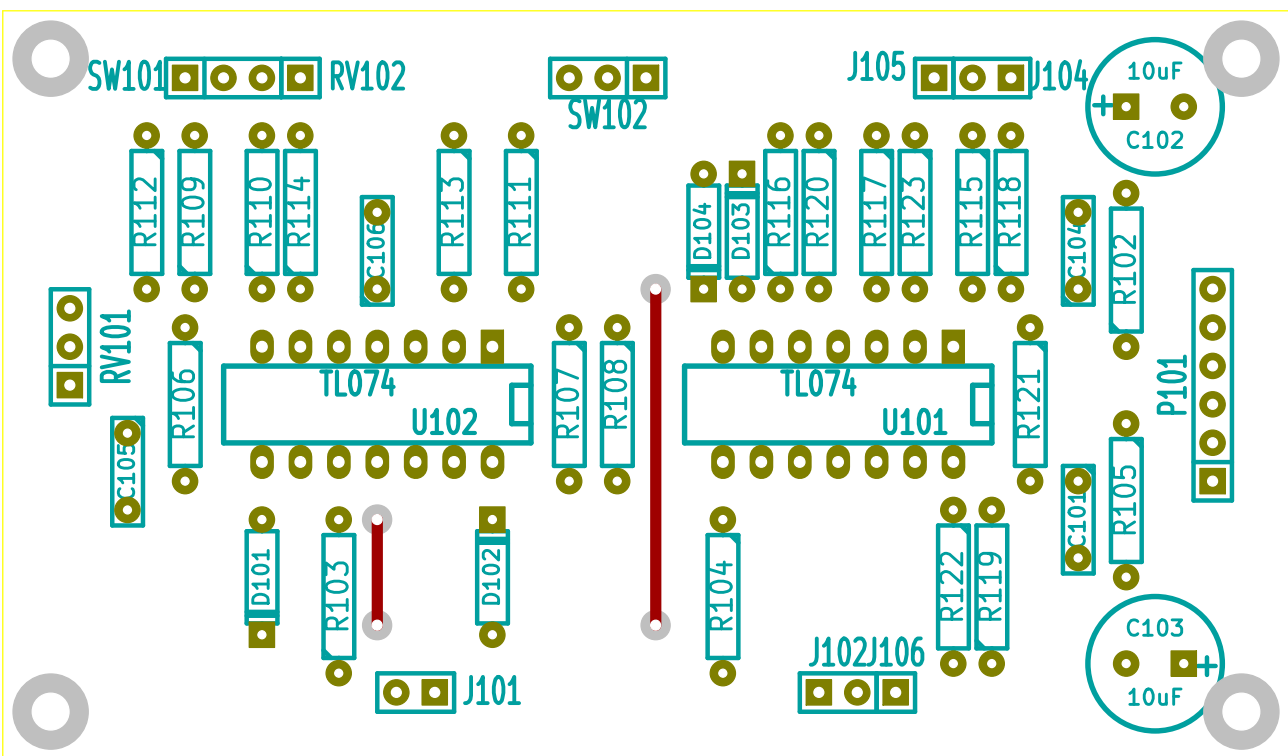 SW101
RV102
SW102
J105
J104
10uF
+
C102
R112
R109
R110
R114
C106
R113
R111
D104
D103
R116
R120
R117
R123
R115
R118
C104
R102
RV101
R106
TL074
U102
R107
R108
TL074
U101
R121
P101
C105
C101
R105
D101
R103
D102
R104
R122
R119
J101
J102
J106
C103
+
10uF